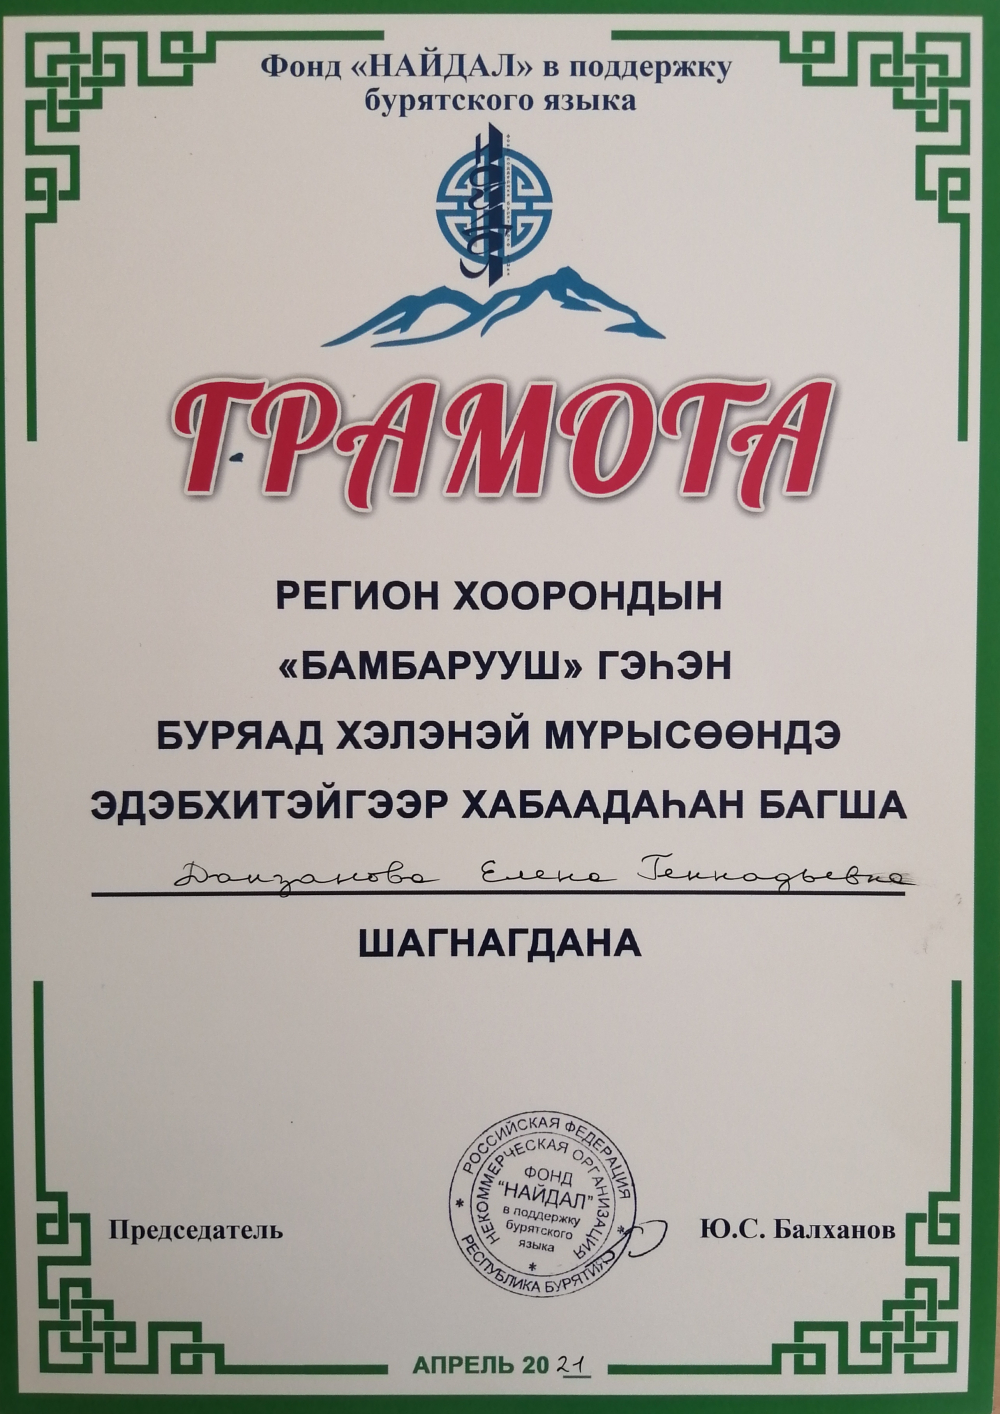 Фонд «НАЙДАЛ» в поддержку
бурятского языка
ГРАМОТА
РЕГИОН ХООРОНДЫН
«БАМБАРУУШ» ГЭҺЭН
БУРЯАД ХЭЛЭНЭЙ МҮРЫСӨӨНДЭ
ЭДЭБХИТЭЙГЭЭР ХАБААДАҺАН БАГША
Данзанова Елена Геннадьевна
ШАГНАГДАНА
РОССИЙСКАЯ ФЕДЕРАЦИЯ
НЕКОММЕРЧЕСКАЯ ОРГАНИЗАЦИЯ
ФОНД
"НАЙДАЛ"
в поддержку
бурятского
языка
РЕСПУБЛИКА БУРЯТИЯ
Председатель
Ю.С. Балханов
АПРЕЛЬ 2021